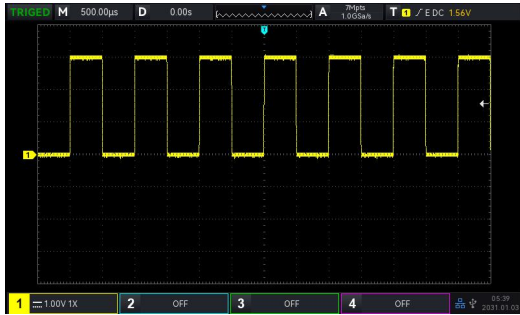 TRIGED M 500.00µs D 0.00s A 7Mpts 1.0GSa/s T 1 E DC 1.56V
T
1
1 1.00V 1X 2 OFF 3 OFF 4 OFF 05:39
2031.01.03